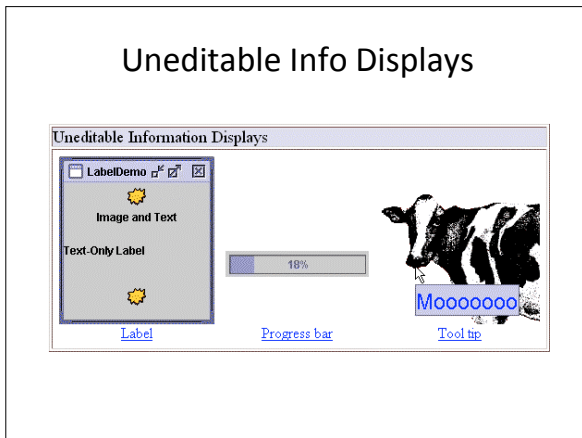 Uneditable Info Displays
Uneditable Information Displays
LabelDemo
Image and Text
Text-Only Label
18%
Mooooooo
Label
Progress bar
Tool tip